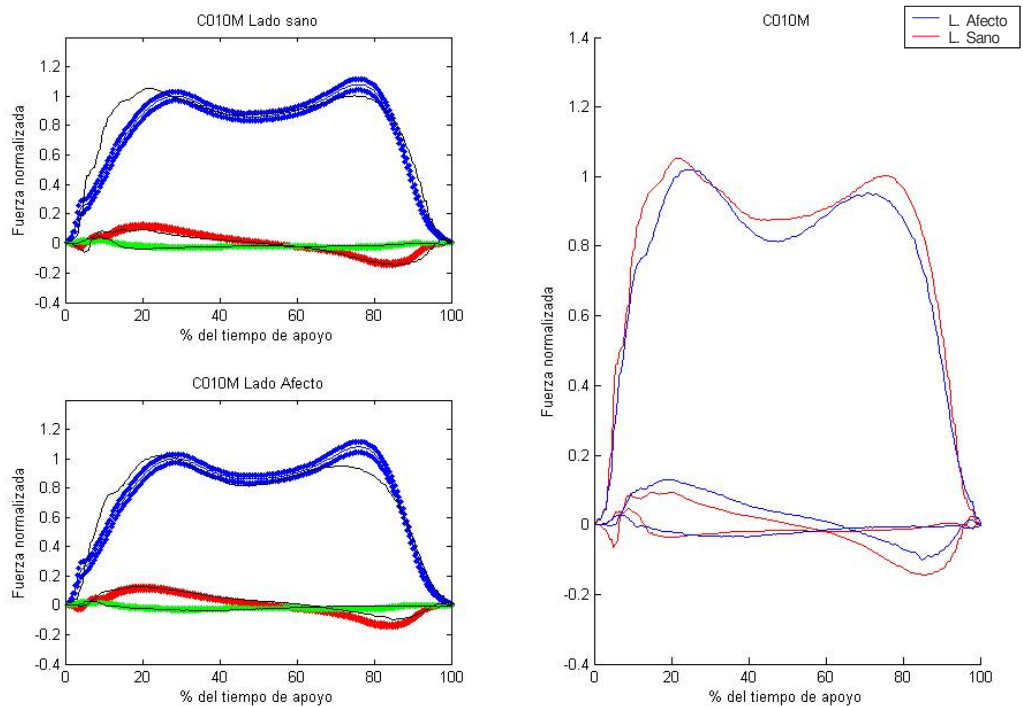 C010M Lado sano
Fuerza normalizada
1.2
1
0.8
0.6
0.4
0.2
0
-0.2
-0.4
0 20 40 60 80 100
% del tiempo de apoyo
C010M Lado Afecto
Fuerza normalizada
1.2
1
0.8
0.6
0.4
0.2
0
-0.2
-0.4
0 20 40 60 80 100
% del tiempo de apoyo
C010M
L. Afecto
L. Sano
Fuerza normalizada
1.4
1.2
1
0.8
0.6
0.4
0.2
0
-0.2
-0.4
0 20 40 60 80 100
% del tiempo de apoyo